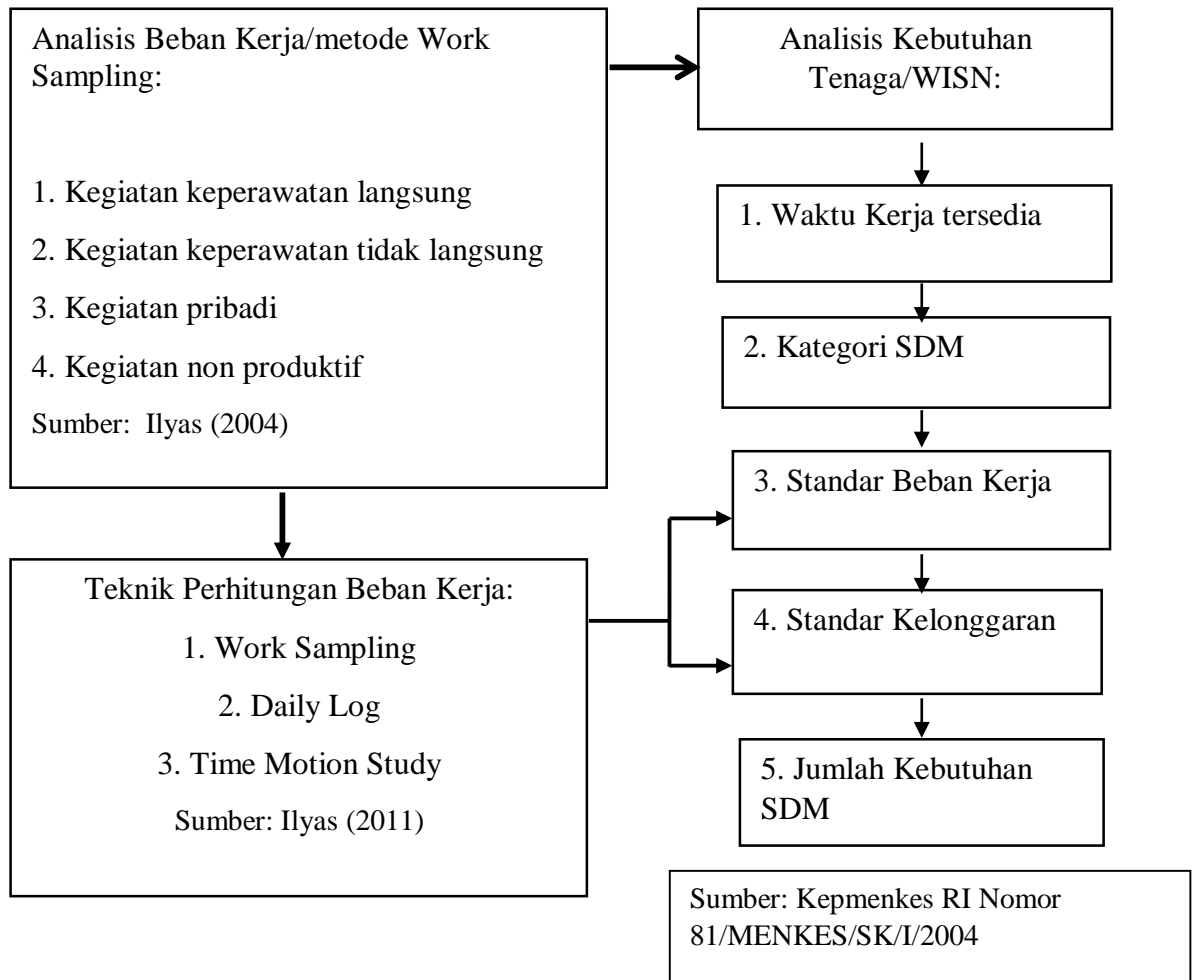 Analisis Beban Kerja/metode Work
Sampling:
1. Kegiatan keperawatan langsung
2. Kegiatan keperawatan tidak langsung
3. Kegiatan pribadi
4. Kegiatan non produktif
Sumber: Ilyas (2004)
Teknik Perhitungan Beban Kerja:
1. Work Sampling
2. Daily Log
3. Time Motion Study
Sumber: Ilyas (2011)
Analisis Kebutuhan
Tenaga/WISN:
1. Waktu Kerja tersedia
2. Kategori SDM
3. Standar Beban Kerja
4. Standar Kelonggaran
5. Jumlah Kebutuhan
SDM
Sumber: Kepmenkes RI Nomor
81/MENKES/SK/I/2004